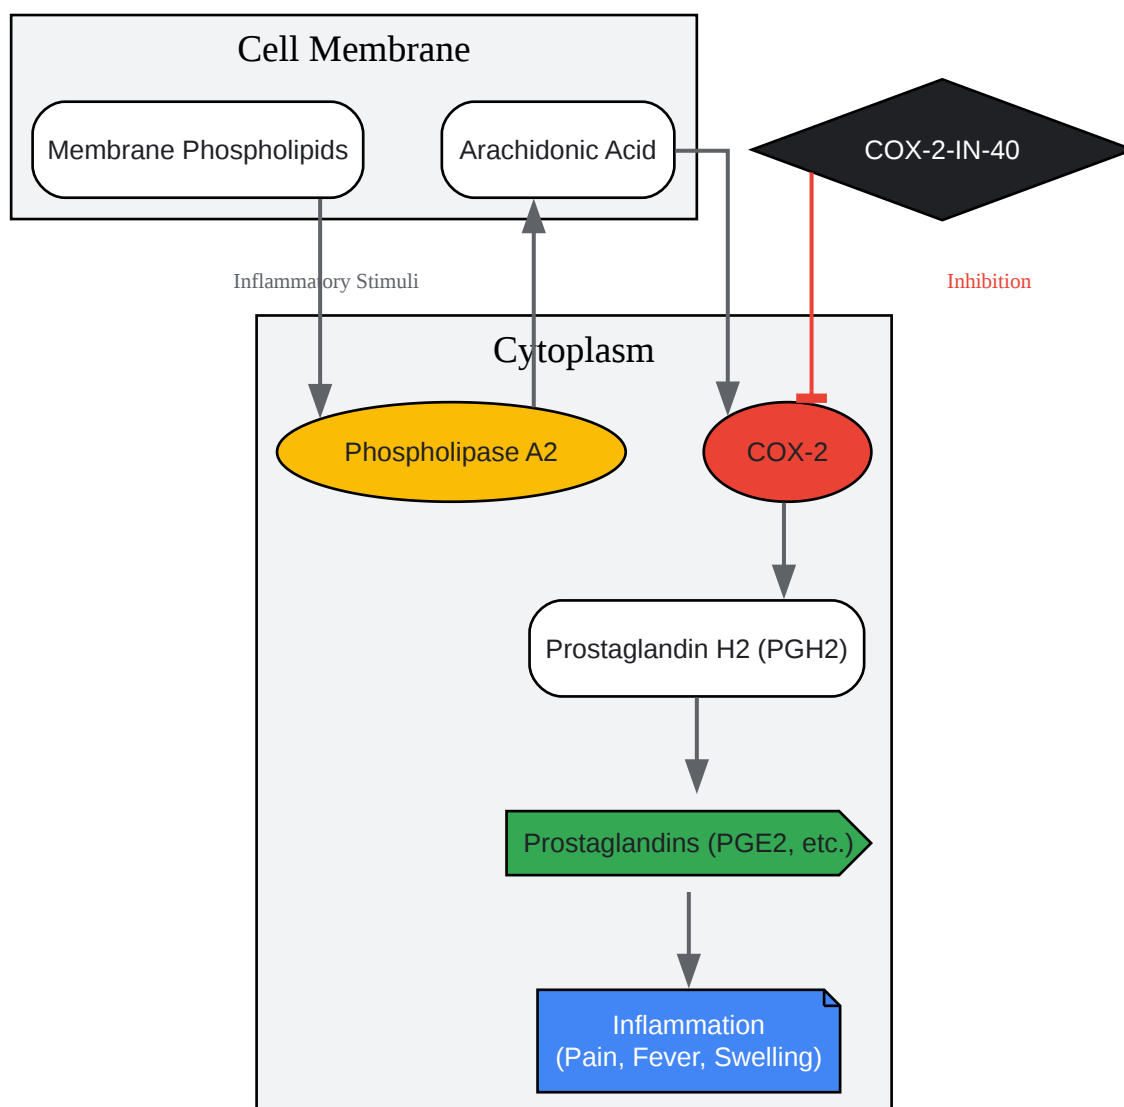 Cell Membrane
Membrane Phospholipids
Arachidonic Acid
COX-2-IN-40
Inflammatory Stimuli
Inhibition
Cytoplasm
Phospholipase A2
COX-2
Prostaglandin H2 (PGH2)
Prostaglandins (PGE2, etc.)
Inflammation
(Pain, Fever, Swelling)